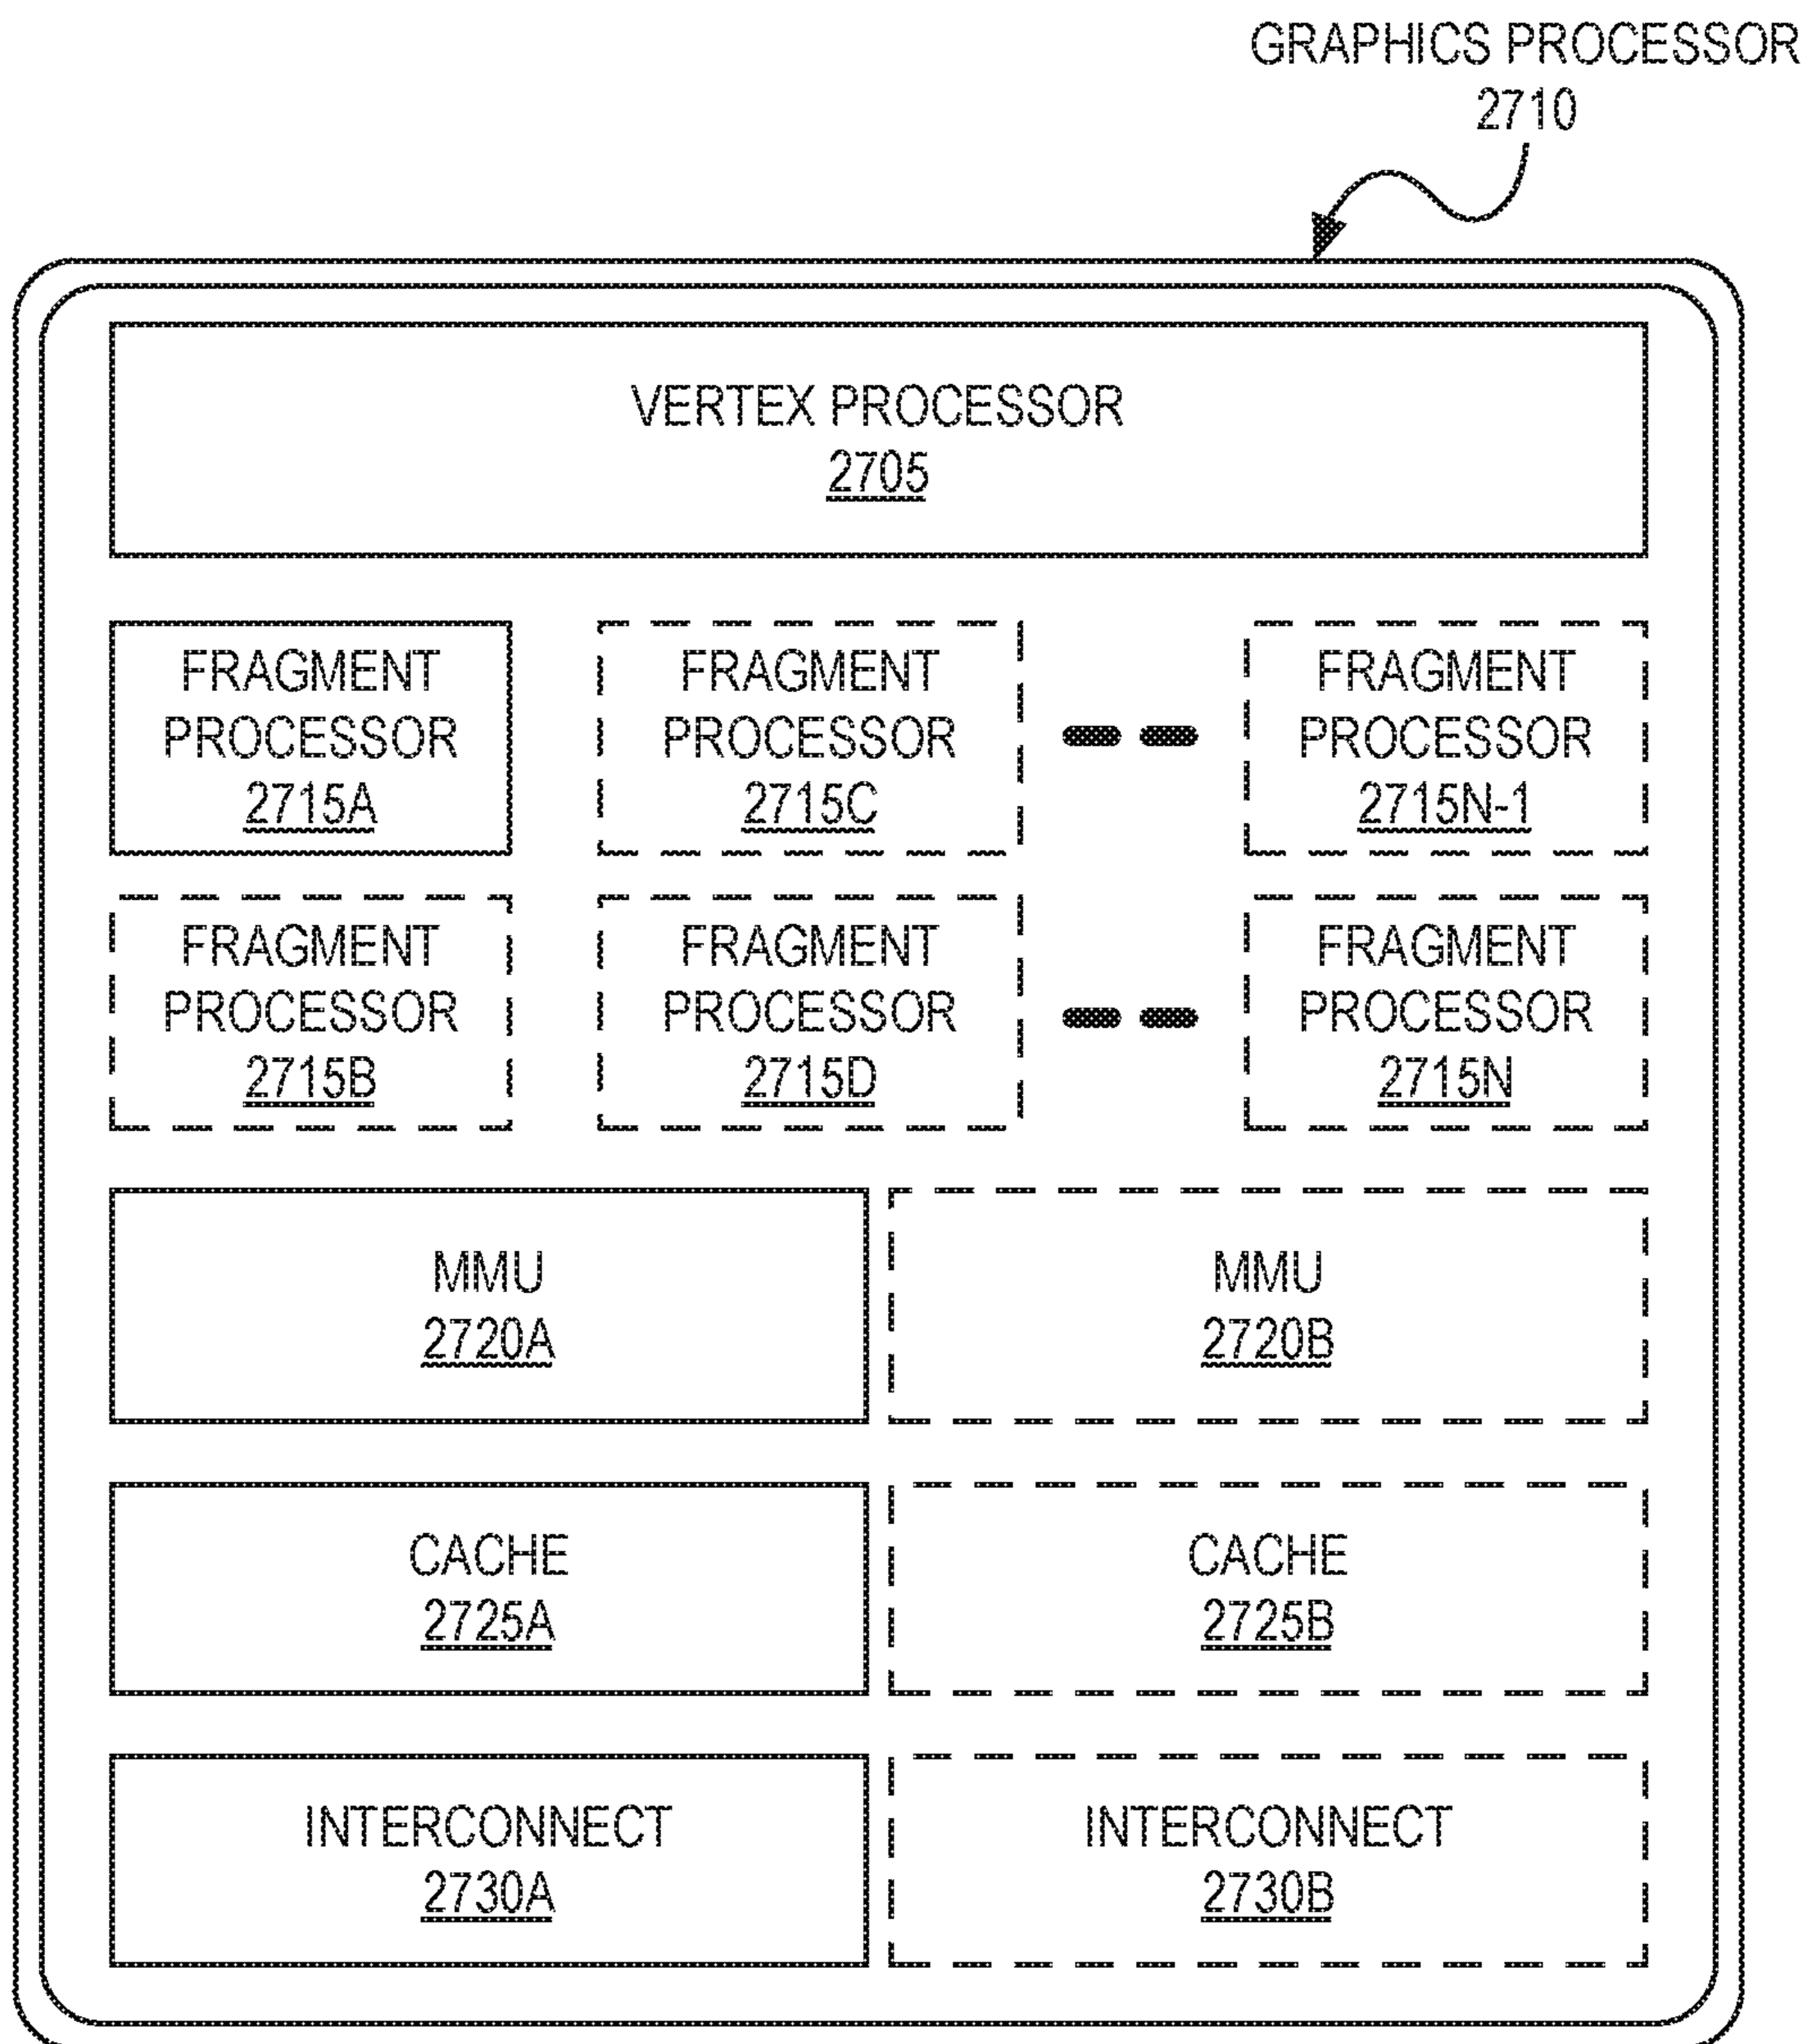 GRAPHICS PROCESSOR
2710
VERTEX PROCESSOR
2705
FRAGMENT
PROCESSOR
2715A
FRAGMENT
PROCESSOR
2715C
FRAGMENT
PROCESSOR
2715N-1
FRAGMENT
PROCESSOR
2715B
FRAGMENT
PROCESSOR
2715D
FRAGMENT
PROCESSOR
2715N
MMU
2720A
MMU
2720B
CACHE
2725A
CACHE
2725B
INTERCONNECT
2730A
INTERCONNECT
2730B